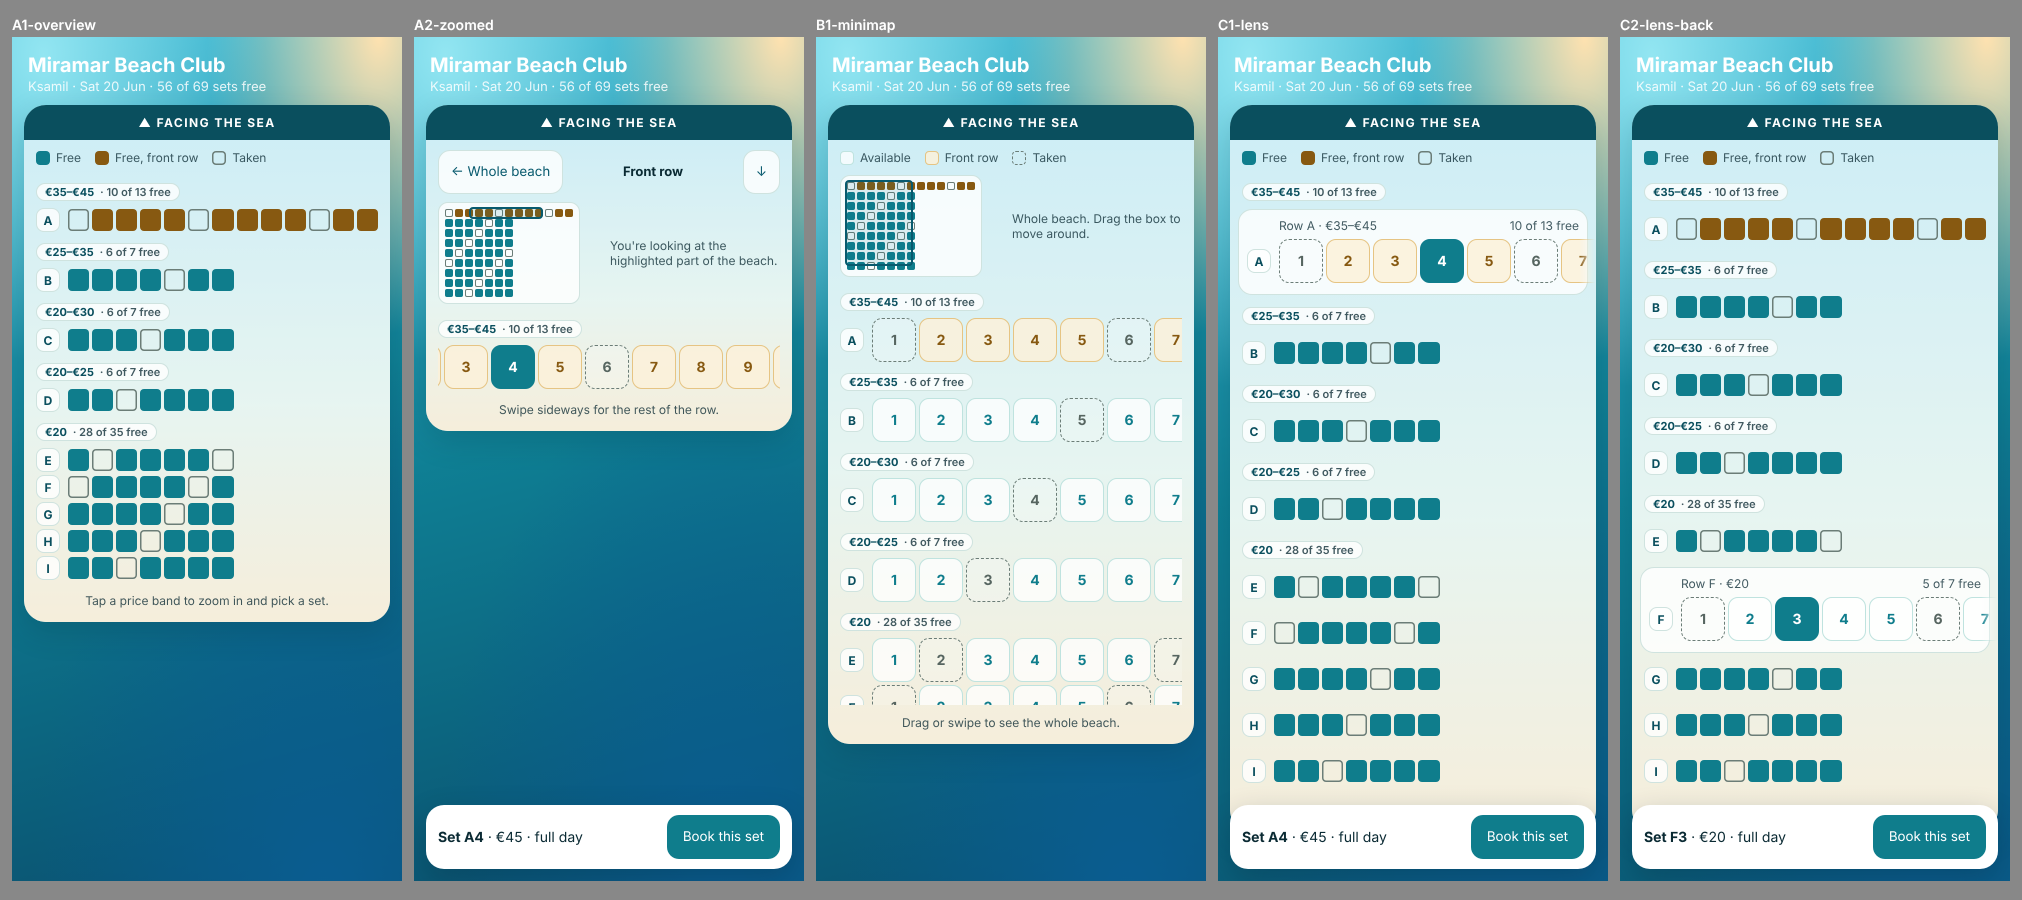 A1-overview
Miramar Beach Club
Ksamil · Sat 20 Jun · 56 of 69 sets free
▲ FACING THE SEA
Free Free, front row Taken
€35–€45 · 10 of 13 free
A
€25–€35 · 6 of 7 free
B
€20–€30 · 6 of 7 free
C
€20–€25 · 6 of 7 free
D
€20 · 28 of 35 free
E
F
G
H
I
Tap a price band to zoom in and pick a set.
A2-zoomed
Miramar Beach Club
Ksamil · Sat 20 Jun · 56 of 69 sets free
▲ FACING THE SEA
← Whole beach Front row ↓
You're looking at the
highlighted part of the beach.
€35–€45 · 10 of 13 free
3 4 5 6 7 8 9
Swipe sideways for the rest of the row.
Set A4 · €45 · full day Book this set
B1-minimap
Miramar Beach Club
Ksamil · Sat 20 Jun · 56 of 69 sets free
▲ FACING THE SEA
Available Front row Taken
Whole beach. Drag the box to
move around.
€35–€45 · 10 of 13 free
A 1 2 3 4 5 6 7
€25–€35 · 6 of 7 free
B 1 2 3 4 5 6 7
€20–€30 · 6 of 7 free
C 1 2 3 4 5 6 7
€20–€25 · 6 of 7 free
D 1 2 3 4 5 6 7
€20 · 28 of 35 free
E 1 2 3 4 5 6 7
Drag or swipe to see the whole beach.
C1-lens
Miramar Beach Club
Ksamil · Sat 20 Jun · 56 of 69 sets free
▲ FACING THE SEA
Free Free, front row Taken
€35–€45 · 10 of 13 free
Row A · €35–€45 10 of 13 free
A 1 2 3 4 5 6 7
€25–€35 · 6 of 7 free
B
€20–€30 · 6 of 7 free
C
€20–€25 · 6 of 7 free
D
€20 · 28 of 35 free
E
F
G
H
I
Set A4 · €45 · full day Book this set
C2-lens-back
Miramar Beach Club
Ksamil · Sat 20 Jun · 56 of 69 sets free
▲ FACING THE SEA
Free Free, front row Taken
€35–€45 · 10 of 13 free
A
€25–€35 · 6 of 7 free
B
€20–€30 · 6 of 7 free
C
€20–€25 · 6 of 7 free
D
€20 · 28 of 35 free
E
Row F · €20 5 of 7 free
F 1 2 3 4 5 6 7
G
H
I
Set F3 · €20 · full day Book this set